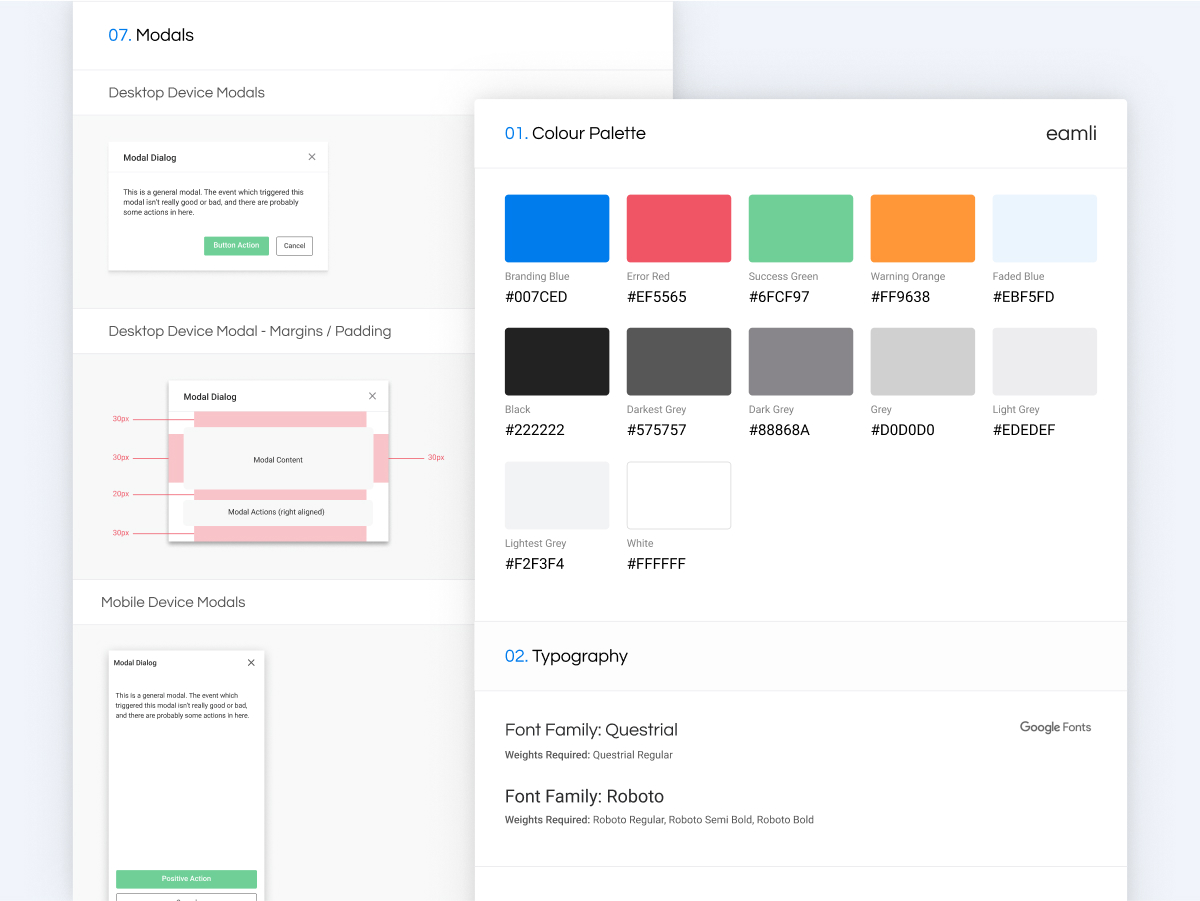 07. Modals
Desktop Device Modals
Modal Dialog
This is a general modal. The event which triggered this
modal isn't really good or bad, and there are probably
some actions in here.
Button Action
Cancel
Desktop Device Modal - Margins / Padding
Modal Dialog
30px
30px
Modal Content
30px
20px
Modal Actions (right aligned)
30px
Mobile Device Modals
Modal Dialog
This is a general modal. The event which
triggered this modal isn't really good or bad,
and there are probably some actions in here.
Positive Action
01. Colour Palette
eamli
Branding Blue
#007CED
Error Red
#EF5565
Success Green
#6FCF97
Warning Orange
#FF9638
Faded Blue
#EBF5FD
Black
#222222
Darkest Grey
#575757
Dark Grey
#88868A
Grey
#D0D0D0
Light Grey
#EDEDEF
Lightest Grey
#F2F3F4
White
#FFFFFF
02. Typography
Font Family: Questrial
Google Fonts
Weights Required: Questrial Regular
Font Family: Roboto
Weights Required: Roboto Regular, Roboto Semi Bold, Roboto Bold